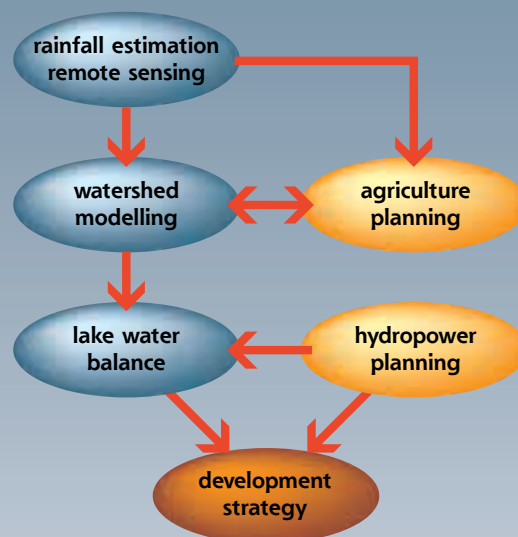 rainfall estimation
remote sensing
watershed
modelling
agriculture
planning
lake water
balance
hydropower
planning
development
strategy